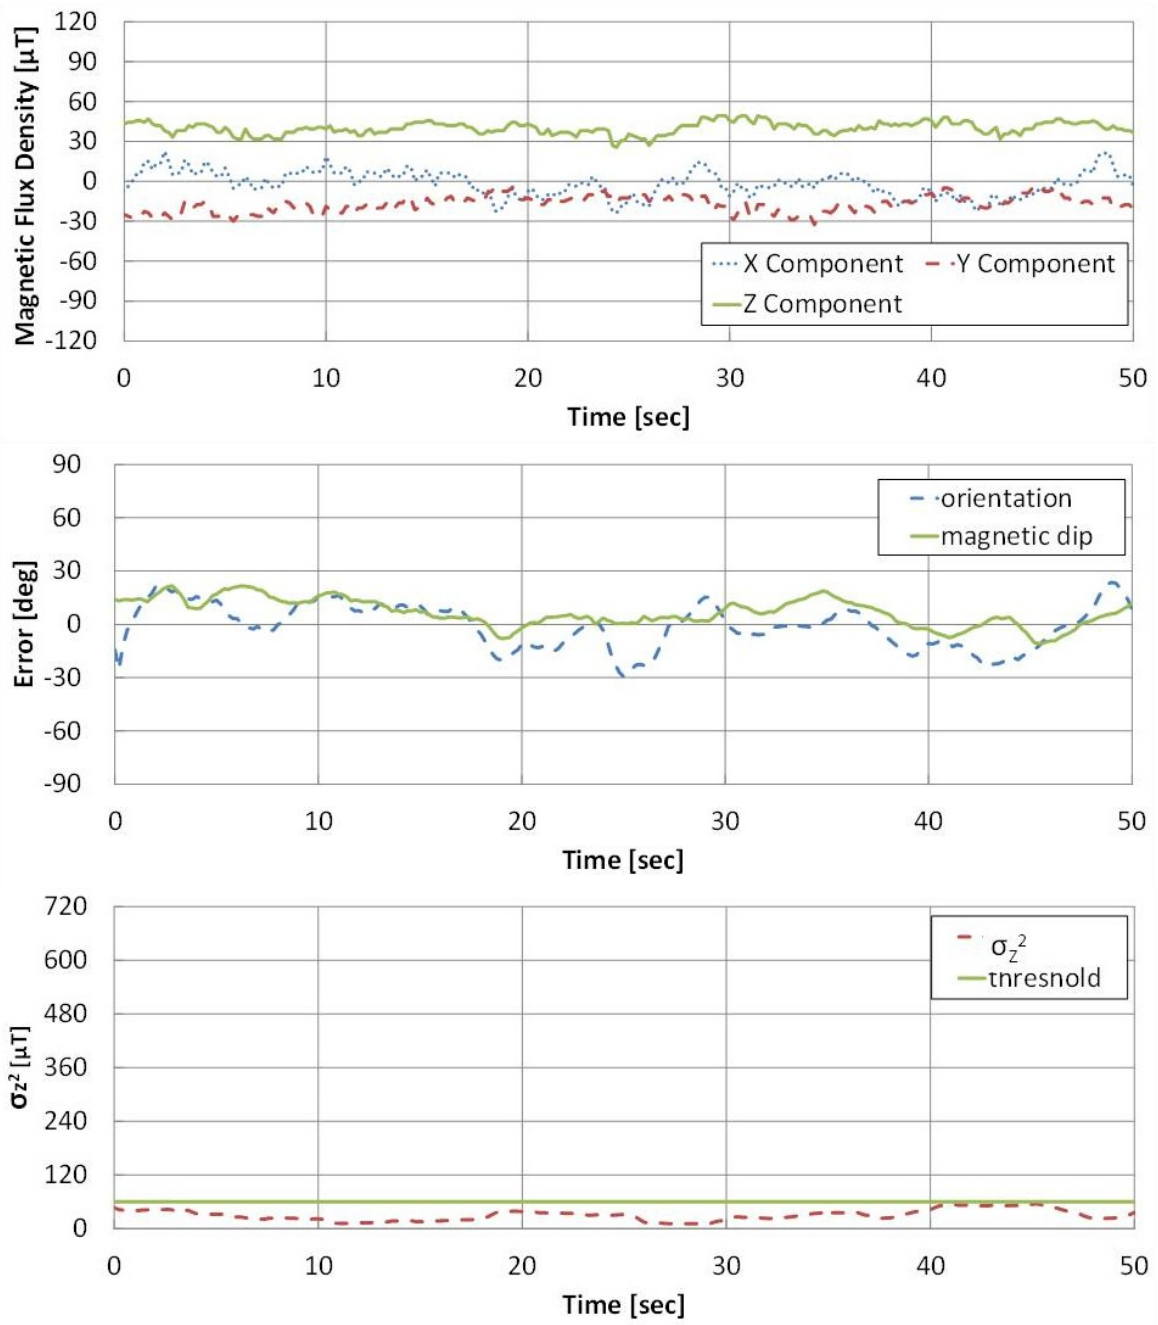 Magnetic Flux Density [µT]
120
90
60
30
0
-30
-60
-90
-120
X Component
Y Component
Z Component
0 10 20 30 40 50
Time [sec]
Error [deg]
90
60
30
0
-30
-60
-90
orientation
magnetic dip
0 10 20 30 40 50
Time [sec]
σz² [µT]
720
600
480
360
240
120
0
σz²
tnresnold
0 10 20 30 40 50
Time [sec]